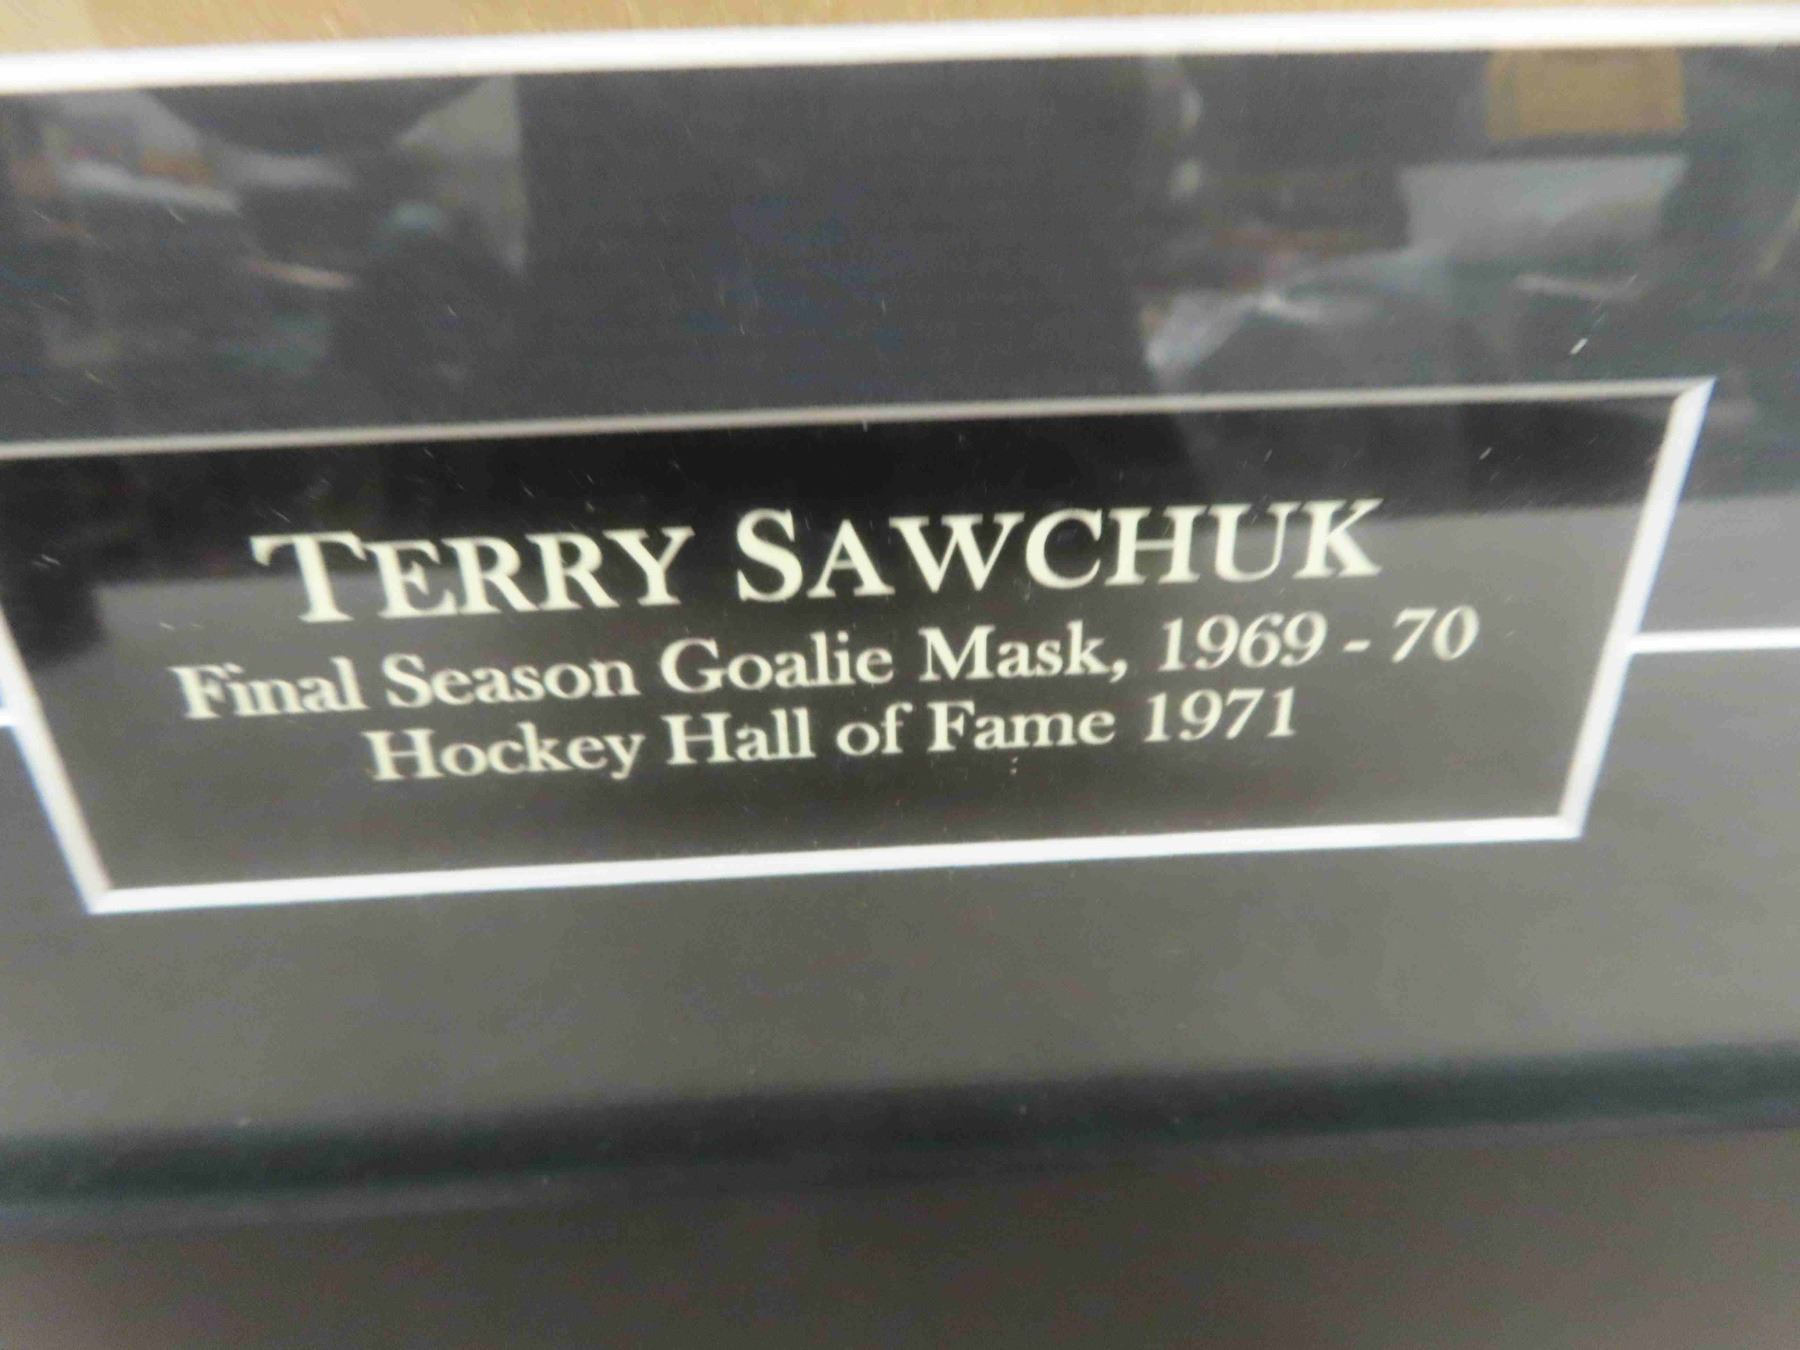 TERRY SAWCHUK
Final Season Goalie Mask, 1969 - 70
Hockey Hall of Fame 1971